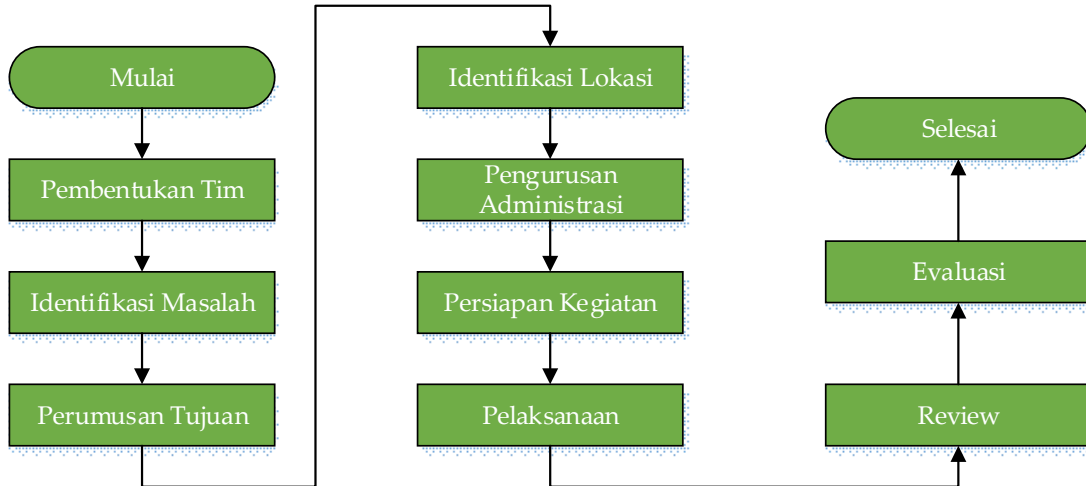 Mulai
Pembentukan Tim
Identifikasi Masalah
Perumusan Tujuan
Identifikasi Lokasi
Pengurusan
Administrasi
Persiapan Kegiatan
Pelaksanaan
Review
Evaluasi
Selesai